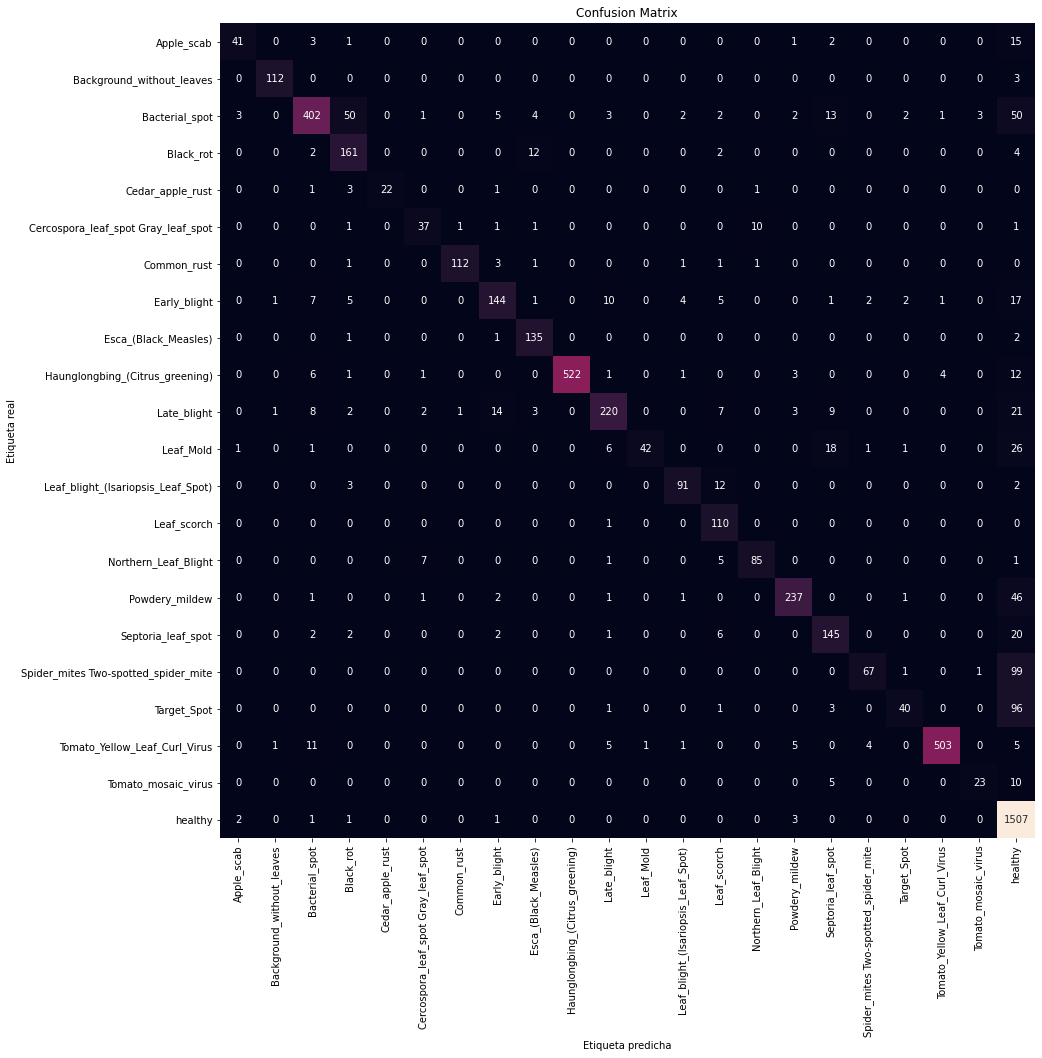 Confusion Matrix
Apple_scab 41 0 3 1 0 0 0 0 0 0 0 0 0 0 0 1 2 0 0 0 0 15
Background_without_leaves 0 112 0 0 0 0 0 0 0 0 0 0 0 0 0 0 0 0 0 0 0 3
Bacterial_spot 3 0 402 50 0 1 0 5 4 0 3 0 2 2 0 2 13 0 2 1 3 50
Black_rot 0 0 2 161 0 0 0 0 12 0 0 0 0 2 0 0 0 0 0 0 0 4
Cedar_apple_rust 0 0 1 3 22 0 0 1 0 0 0 0 0 0 1 0 0 0 0 0 0 0
Cercospora_leaf_spot Gray_leaf_spot 0 0 0 1 0 37 1 1 1 0 0 0 0 0 10 0 0 0 0 0 0 1
Common_rust 0 0 0 1 0 0 112 3 1 0 0 0 1 1 1 0 0 0 0 0 0 0
Early_blight 0 1 7 5 0 0 0 144 1 0 10 0 4 5 0 0 1 2 2 1 0 17
Esca_(Black_Measles) 0 0 0 1 0 0 0 1 135 0 0 0 0 0 0 0 0 0 0 0 0 2
Haunglongbing_(Citrus_greening) 0 0 6 1 0 1 0 0 0 522 1 0 1 0 0 3 0 0 0 4 0 12
Late_blight 0 1 8 2 0 2 1 14 3 0 220 0 0 7 0 3 9 0 0 0 0 21
Leaf_Mold 1 0 1 0 0 0 0 0 0 0 6 42 0 0 0 0 18 1 1 0 0 26
Leaf_blight_(Isariopsis_Leaf_Spot) 0 0 0 3 0 0 0 0 0 0 0 0 91 12 0 0 0 0 0 0 0 2
Leaf_scorch 0 0 0 0 0 0 0 0 0 0 1 0 0 110 0 0 0 0 0 0 0 0
Northern_Leaf_Blight 0 0 0 0 0 7 0 0 0 0 1 0 0 5 85 0 0 0 0 0 0 1
Powdery_mildew 0 0 1 0 0 1 0 2 0 0 1 0 1 0 0 237 0 0 1 0 0 46
Septoria_leaf_spot 0 0 2 2 0 0 0 2 0 0 1 0 0 6 0 0 145 0 0 0 0 20
Spider_mites Two-spotted_spider_mite 0 0 0 0 0 0 0 0 0 0 0 0 0 0 0 0 0 67 1 0 1 99
Target_Spot 0 0 0 0 0 0 0 0 0 0 1 0 0 1 0 0 3 0 40 0 0 96
Tomato_Yellow_Leaf_Curl_Virus 0 1 11 0 0 0 0 0 0 0 5 1 1 0 0 5 0 4 0 503 0 5
Tomato_mosaic_virus 0 0 0 0 0 0 0 0 0 0 0 0 0 0 0 0 5 0 0 0 23 10
healthy 2 0 1 1 0 0 0 1 0 0 0 0 0 0 0 3 0 0 0 0 0 1507
Etiqueta real
Apple_scab
Background_without_leaves
Bacterial_spot
Black_rot
Cedar_apple_rust
Cercospora_leaf_spot Gray_leaf_spot
Common_rust
Early_blight
Esca_(Black_Measles)
Haunglongbing_(Citrus_greening)
Late_blight
Leaf_Mold
Leaf_blight_(Isariopsis_Leaf_Spot)
Leaf_scorch
Northern_Leaf_Blight
Powdery_mildew
Septoria_leaf_spot
Spider_mites Two-spotted_spider_mite
Target_Spot
Tomato_Yellow_Leaf_Curl_Virus
Tomato_mosaic_virus
healthy
Etiqueta predicha